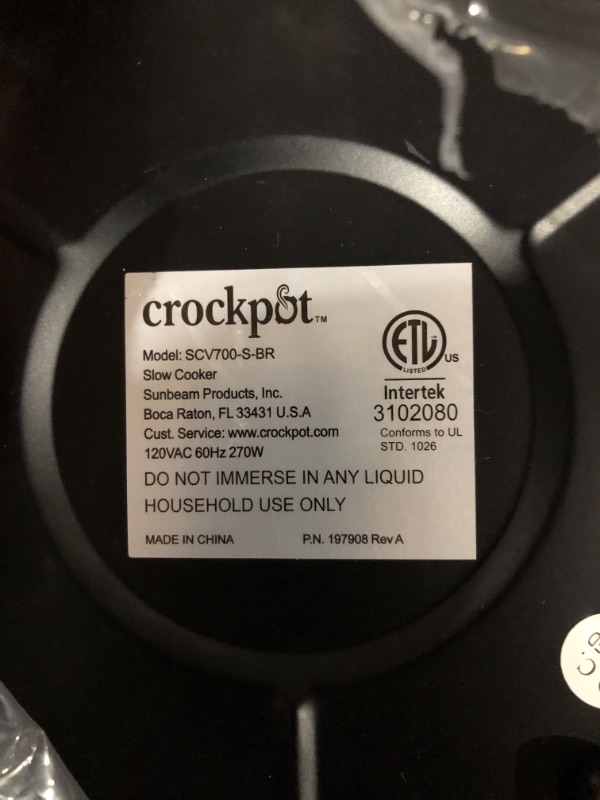 crockpot™
Model: SCV700-S-BR
Slow Cooker
Sunbeam Products, Inc.
Boca Raton, FL 33431 U.S.A
Cust. Service: www.crockpot.com
120VAC 60Hz 270W
ETL US
LISTED
Intertek
3102080
Conforms to UL
STD. 1026
DO NOT IMMERSE IN ANY LIQUID
HOUSEHOLD USE ONLY
MADE IN CHINA P.N. 197908 Rev A